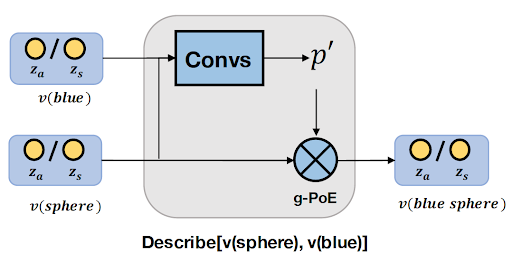 /
z_a z_s
v(blue)
Convs
p′
/
z_a z_s
v(sphere)
g-PoE
/
z_a z_s
v(blue sphere)
Describe[v(sphere), v(blue)]